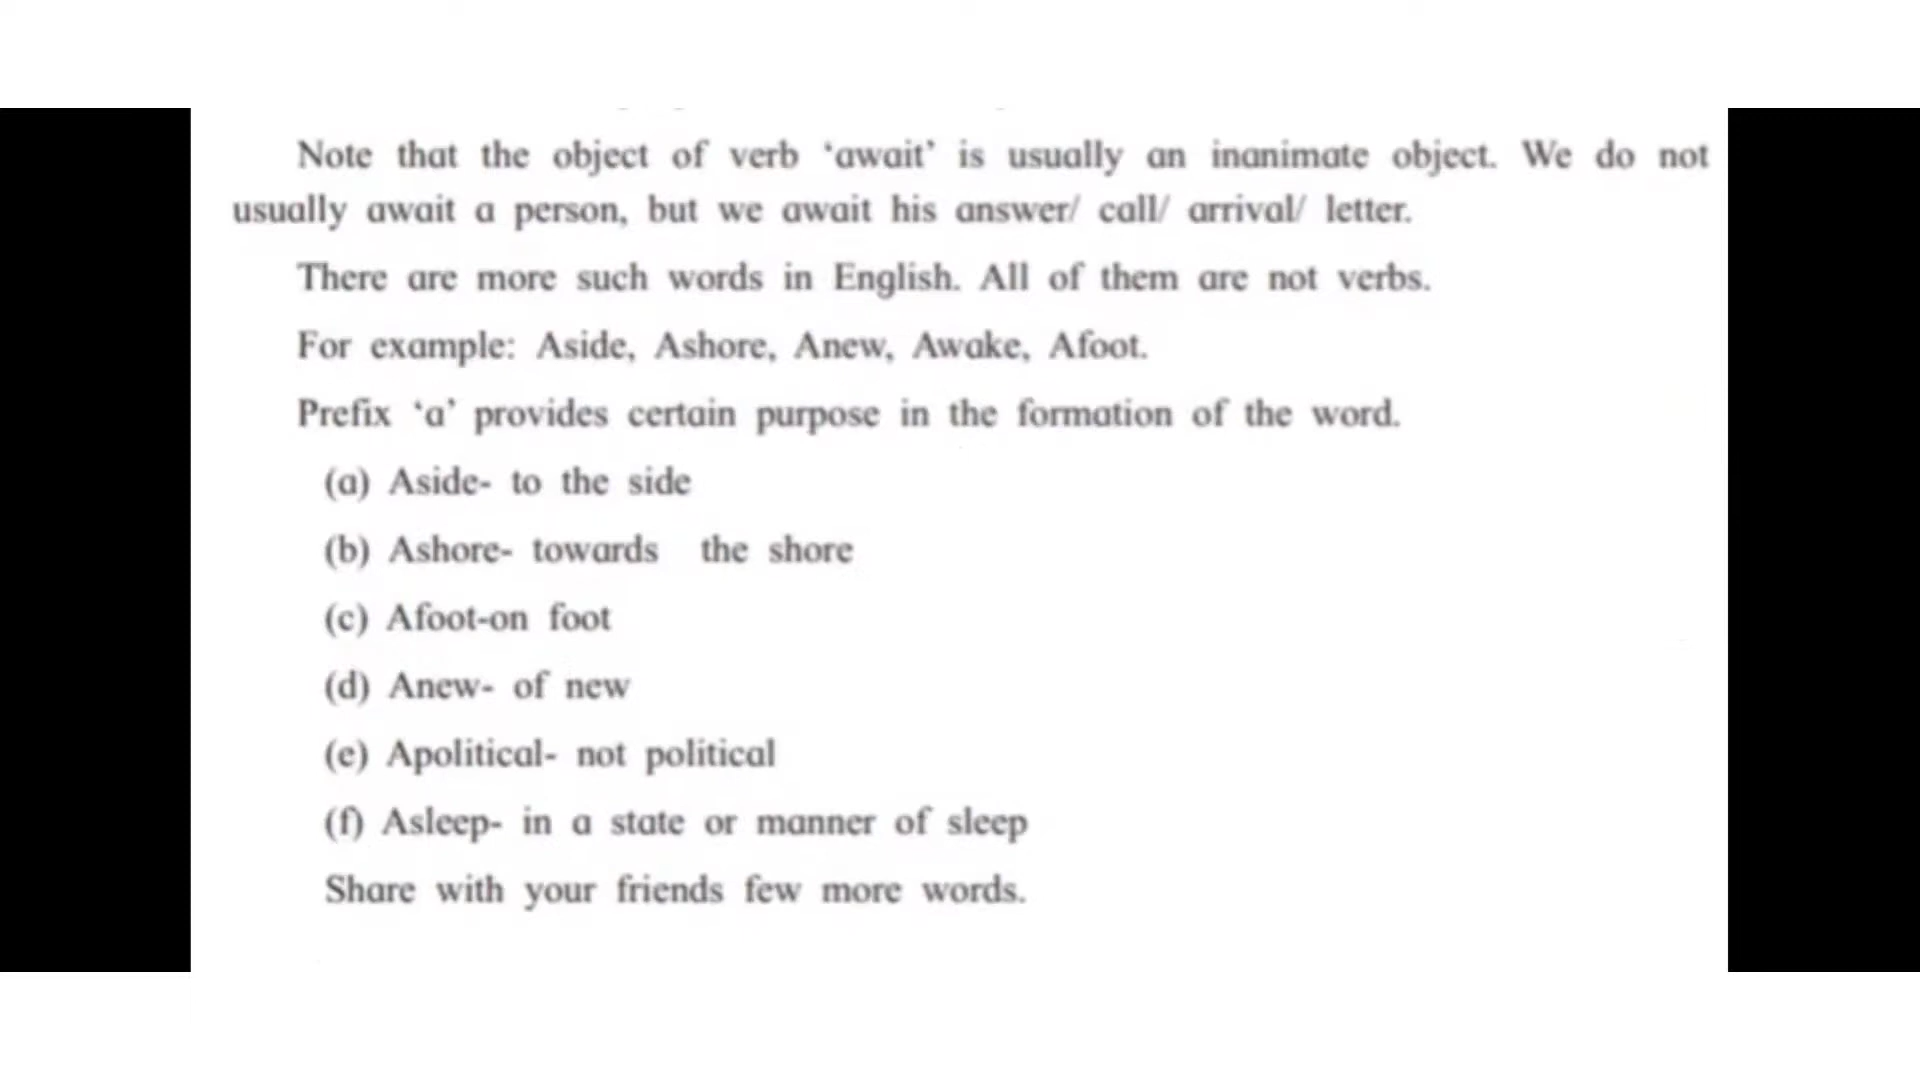 Note that the object of verb ‘await’ is usually an inanimate object. We do not
usually await a person, but we await his answer/ call/ arrival/ letter.
There are more such words in English. All of them are not verbs.
For example: Aside, Ashore, Anew, Awake, Afoot.
Prefix ‘a’ provides certain purpose in the formation of the word.
(a) Aside- to the side
(b) Ashore- towards the shore
(c) Afoot-on foot
(d) Anew- of new
(e) Apolitical- not political
(f) Asleep- in a state or manner of sleep
Share with your friends few more words.